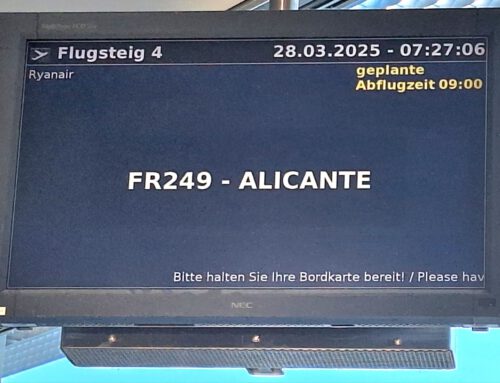 Flugsteig 4 28.03.2025 - 07:27:06
Ryanair geplante
Abflugzeit 09:00
FR249 - ALICANTE
Bitte halten Sie Ihre Bordkarte bereit! / Please hav
NEC